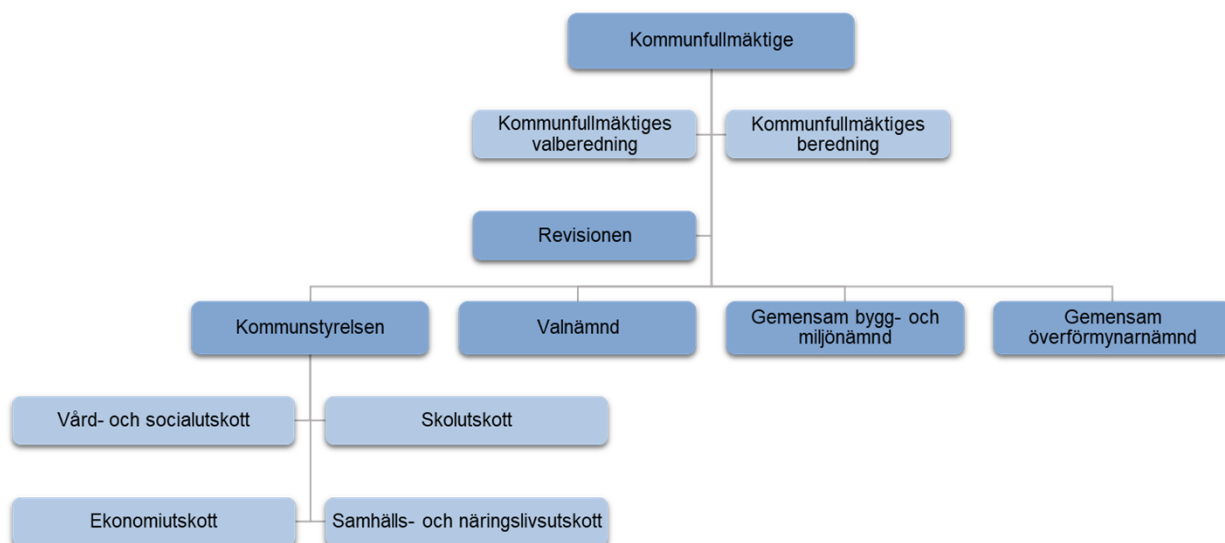 Kommunfullmäktige
Kommunfullmäktiges
valberedning
Kommunfullmäktiges
beredning
Revisionen
Kommunstyrelsen
Valnämnd
Gemensam bygg- och
miljönämnd
Gemensam
överförmynarnämnd
Vård- och socialutskott
Skolutskott
Ekonomiutskott
Samhälls- och näringslivsutskott